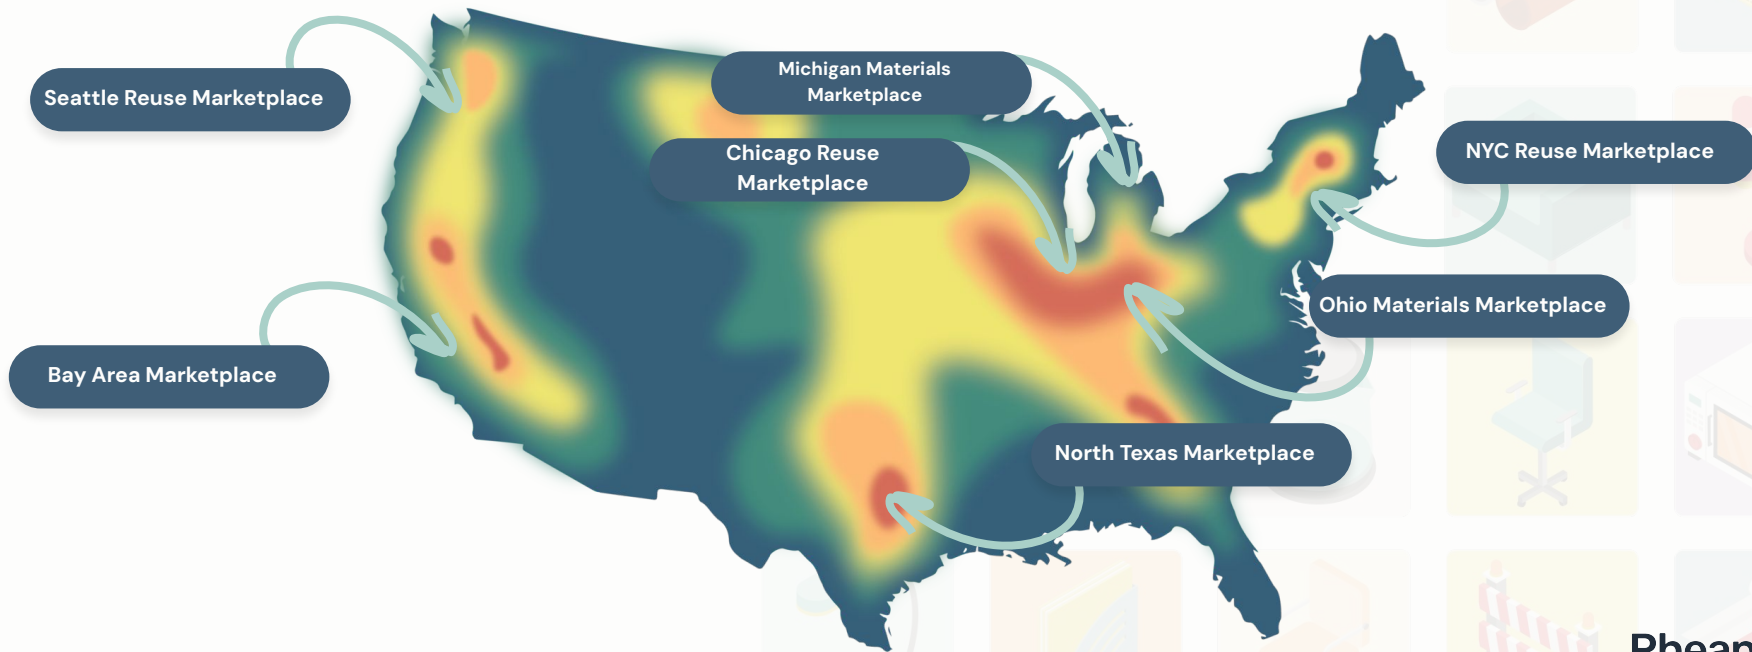 Seattle Reuse Marketplace
Michigan Materials
Marketplace
Chicago Reuse
Marketplace
NYC Reuse Marketplace
Ohio Materials Marketplace
Bay Area Marketplace
North Texas Marketplace